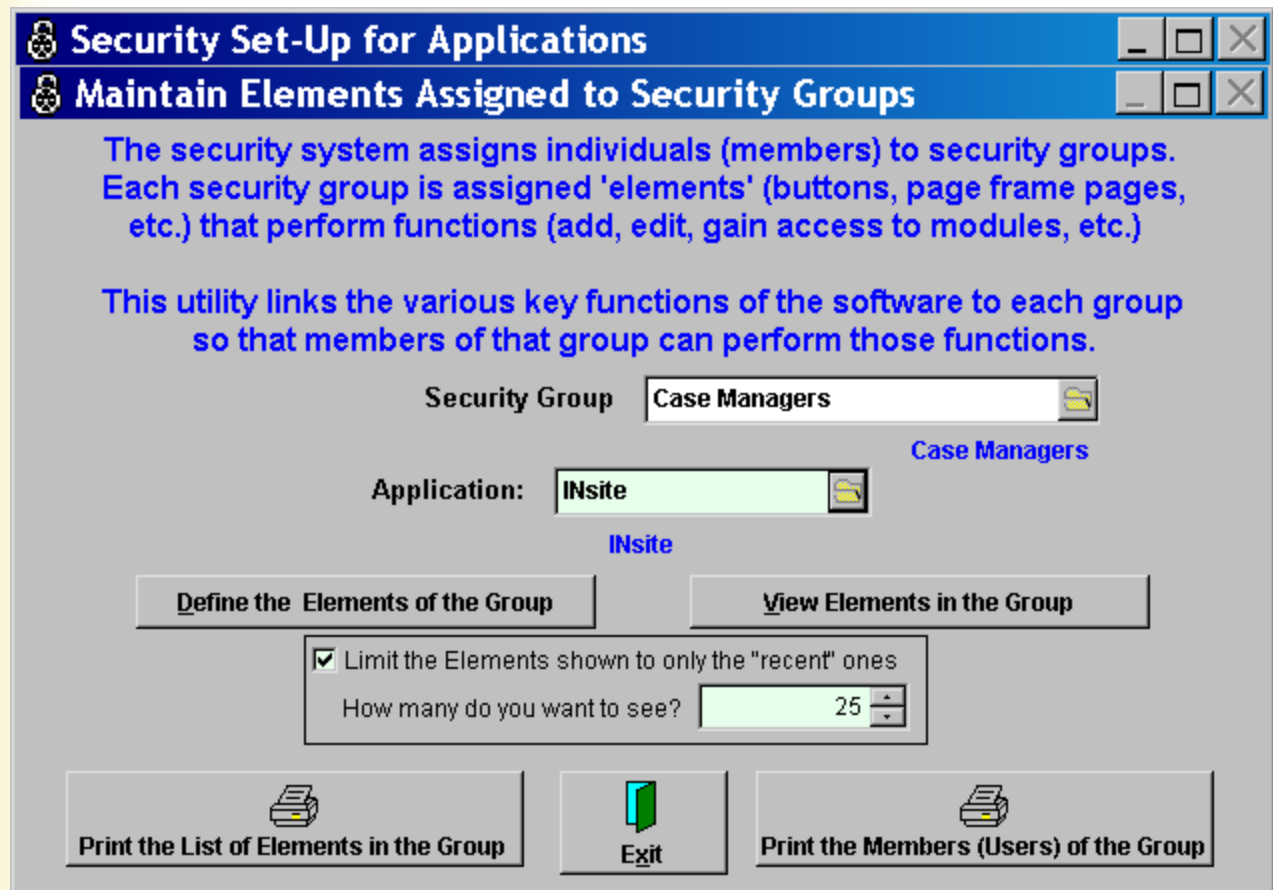 Security Set-Up for Applications
Maintain Elements Assigned to Security Groups
The security system assigns individuals (members) to security groups.
Each security group is assigned 'elements' (buttons, page frame pages,
etc.) that perform functions (add, edit, gain access to modules, etc.)
This utility links the various key functions of the software to each group
so that members of that group can perform those functions.
Security Group Case Managers
Case Managers
Application: INsite
INsite
Define the Elements of the Group View Elements in the Group
Limit the Elements shown to only the "recent" ones
How many do you want to see? 25
Print the List of Elements in the Group Exit Print the Members (Users) of the Group